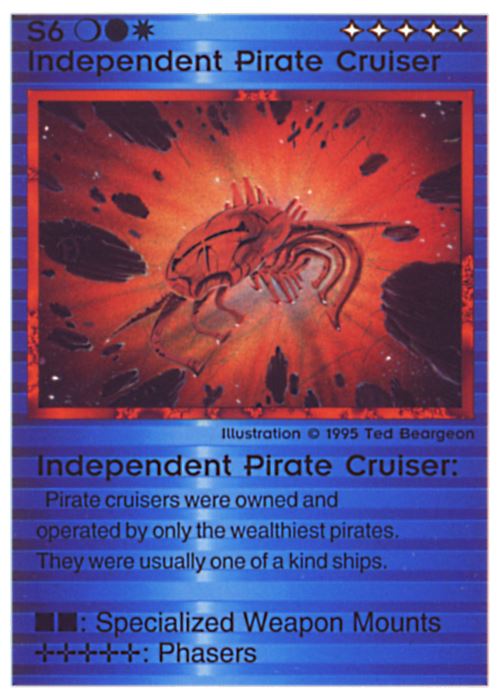 S6
Independent Pirate Cruiser
Illustration © 1995 Ted Beargeon
Independent Pirate Cruiser:
Pirate cruisers were owned and
operated by only the wealthiest pirates.
They were usually one of a kind ships.
■■: Specialized Weapon Mounts
✢✢✢✢✢: Phasers